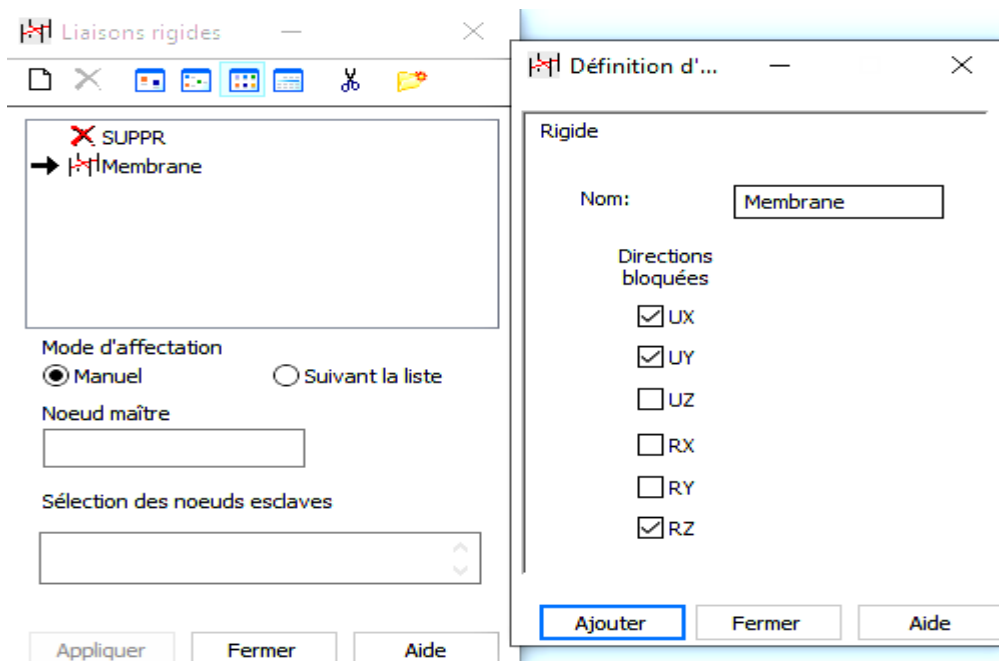 Liaisons rigides
SUPPR
Membrane
Mode d'affectation
Manuel
Suivant la liste
Noeud maître
Sélection des noeuds esclaves
Appliquer
Fermer
Aide
Définition d'...
Rigide
Nom:
Membrane
Directions
bloquées
UX
UY
UZ
RX
RY
RZ
Ajouter
Fermer
Aide